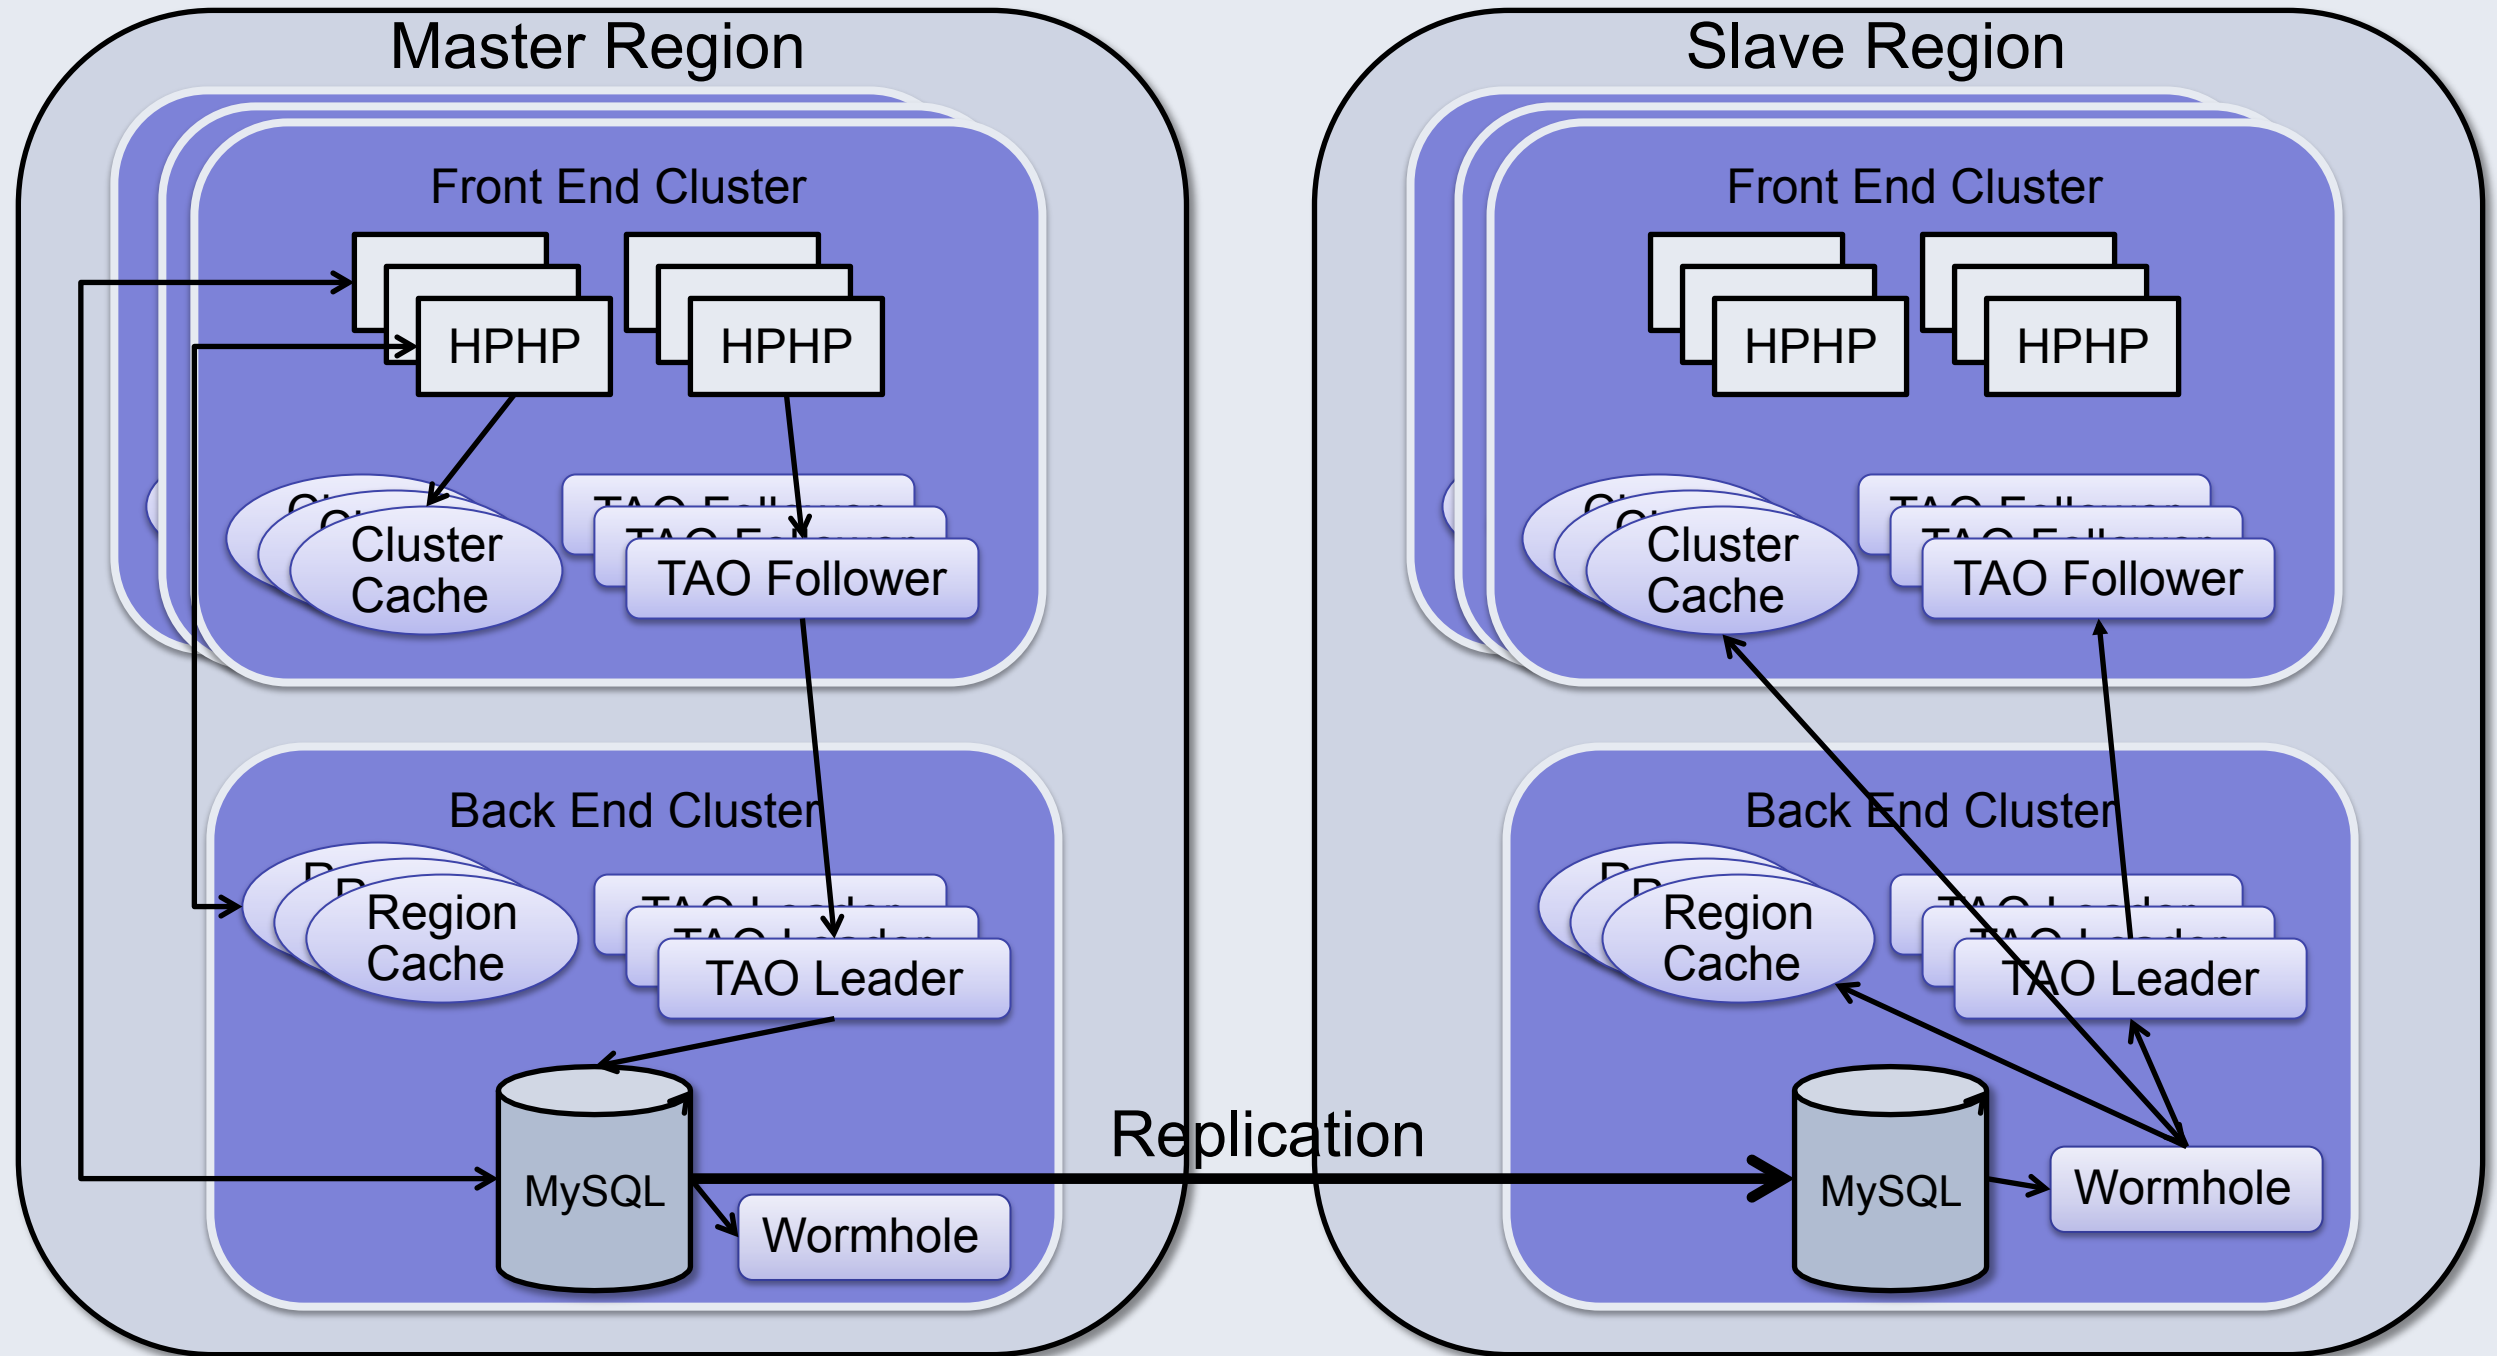 Master Region
Front End Cluster
HPHP
HPHP
Cluster
Cache
TAO Follower
Back End Cluster
Region
Cache
TAO Leader
MySQL
Wormhole
Replication
Slave Region
Front End Cluster
HPHP
HPHP
Cluster
Cache
TAO Follower
Back End Cluster
Region
Cache
TAO Leader
MySQL
Wormhole